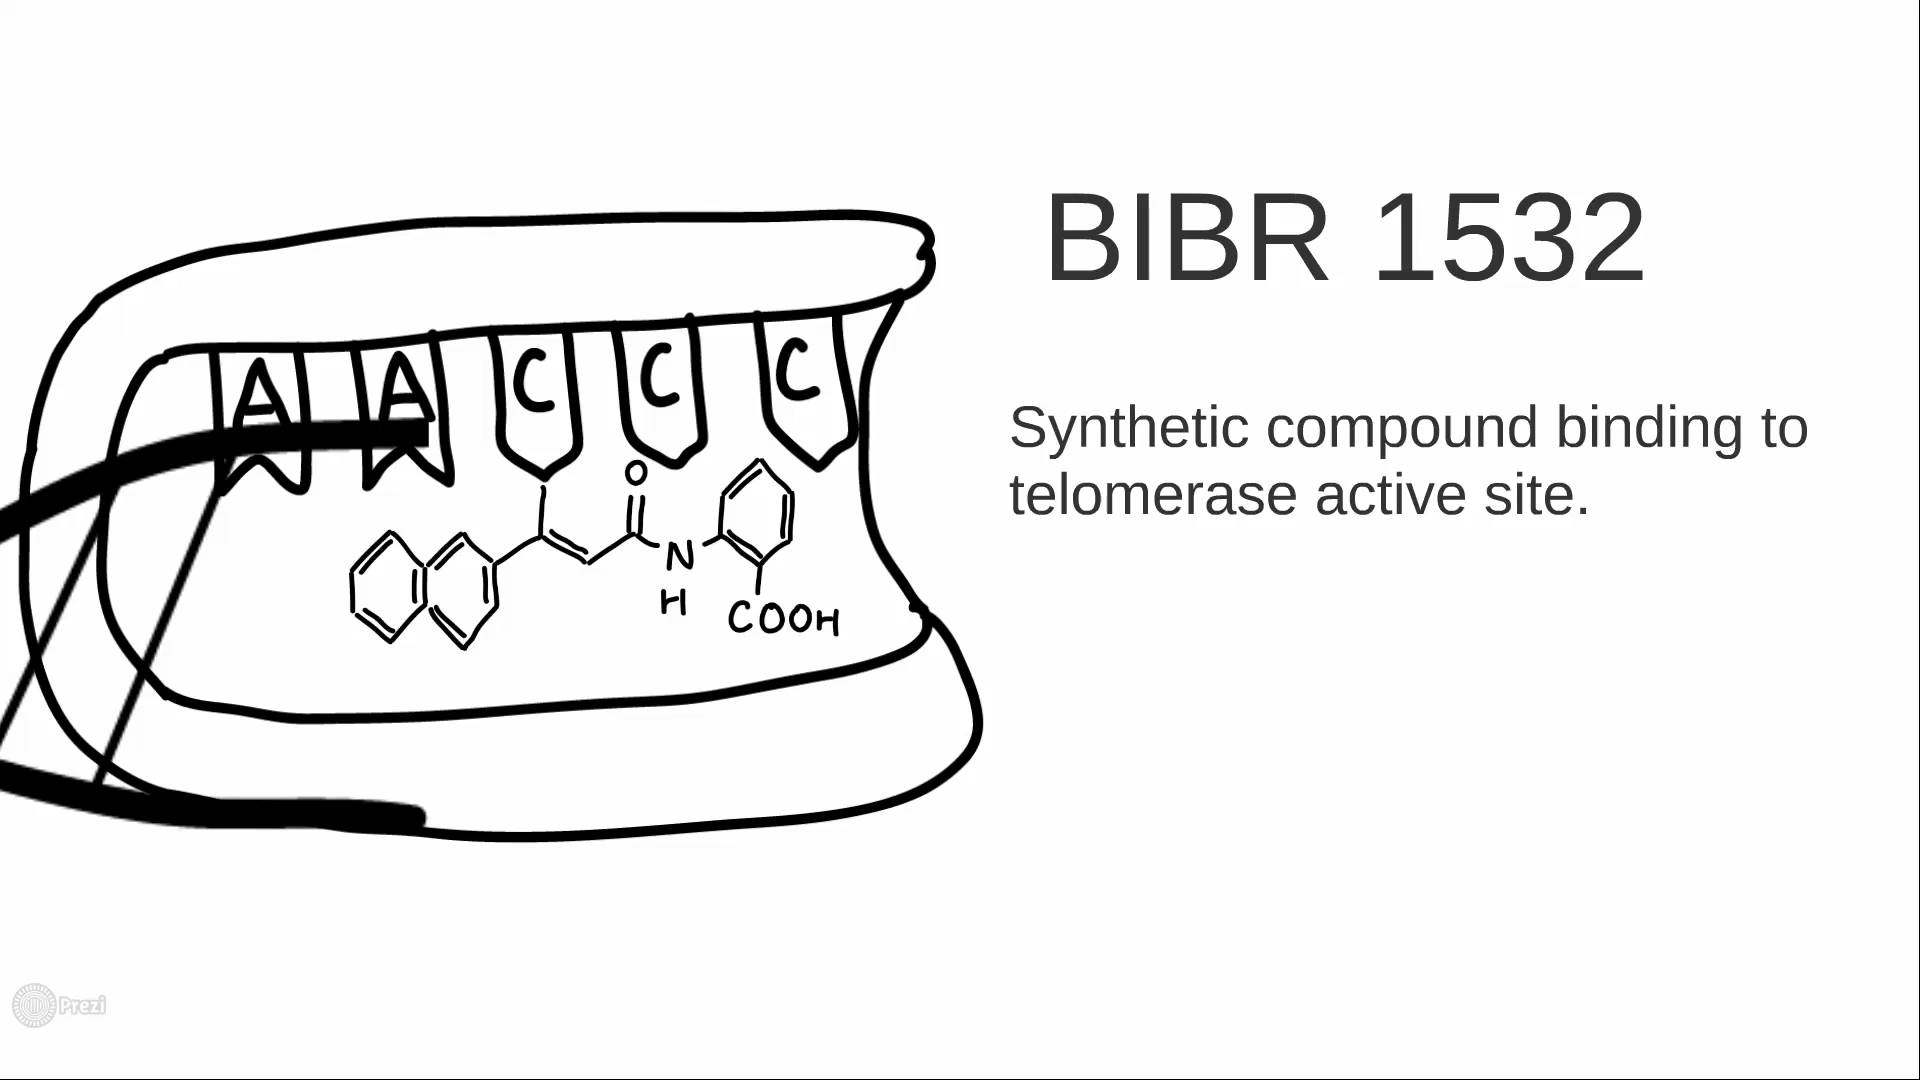 BIBR 1532
Synthetic compound binding to
telomerase active site.
A A C C C
O
N
H
COOH
Prezi